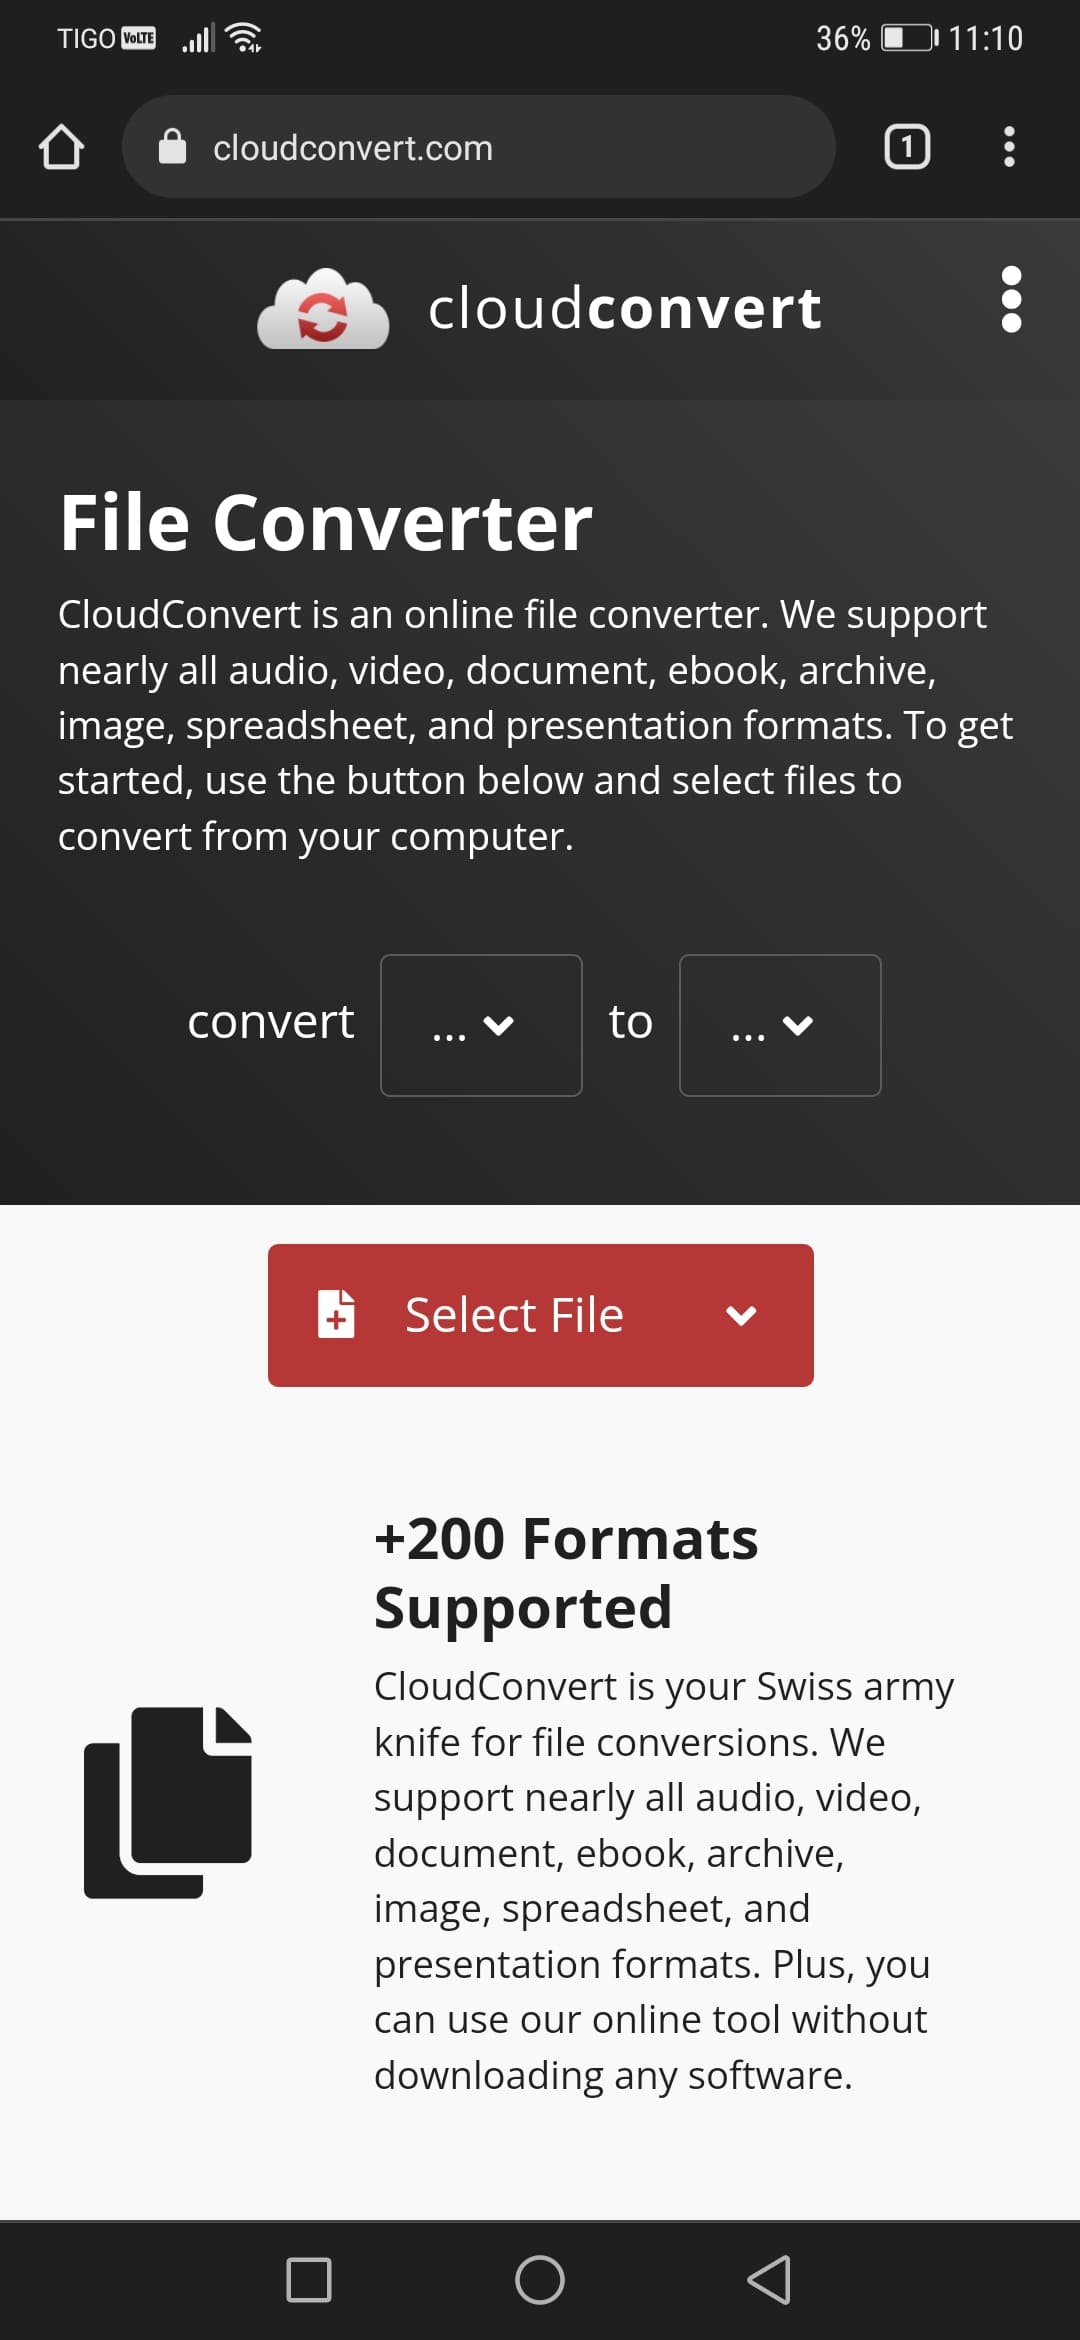 TIGO VoLTE 36% 11:10
cloudconvert.com 1
cloudconvert
File Converter
CloudConvert is an online file converter. We support
nearly all audio, video, document, ebook, archive,
image, spreadsheet, and presentation formats. To get
started, use the button below and select files to
convert from your computer.
convert ... to ...
Select File
+200 Formats
Supported
CloudConvert is your Swiss army
knife for file conversions. We
support nearly all audio, video,
document, ebook, archive,
image, spreadsheet, and
presentation formats. Plus, you
can use our online tool without
downloading any software.